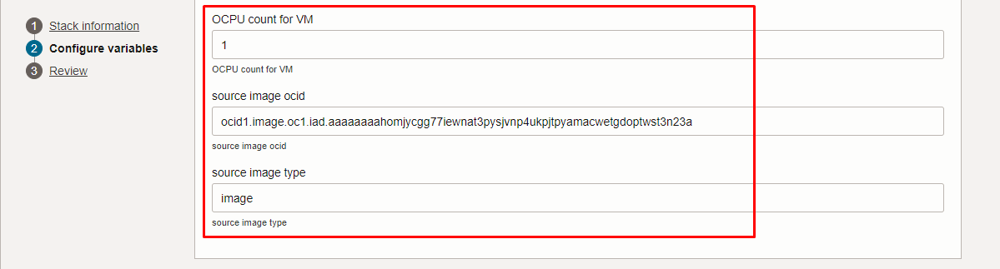 1 Stack information
2 Configure variables
3 Review
OCPU count for VM
1
OCPU count for VM
source image ocid
ocid1.image.oc1.iad.aaaaaaaahomjycgg77iewnat3pysjvnp4ukpjtpyamacwetgdoptwst3n23a
source image ocid
source image type
image
source image type